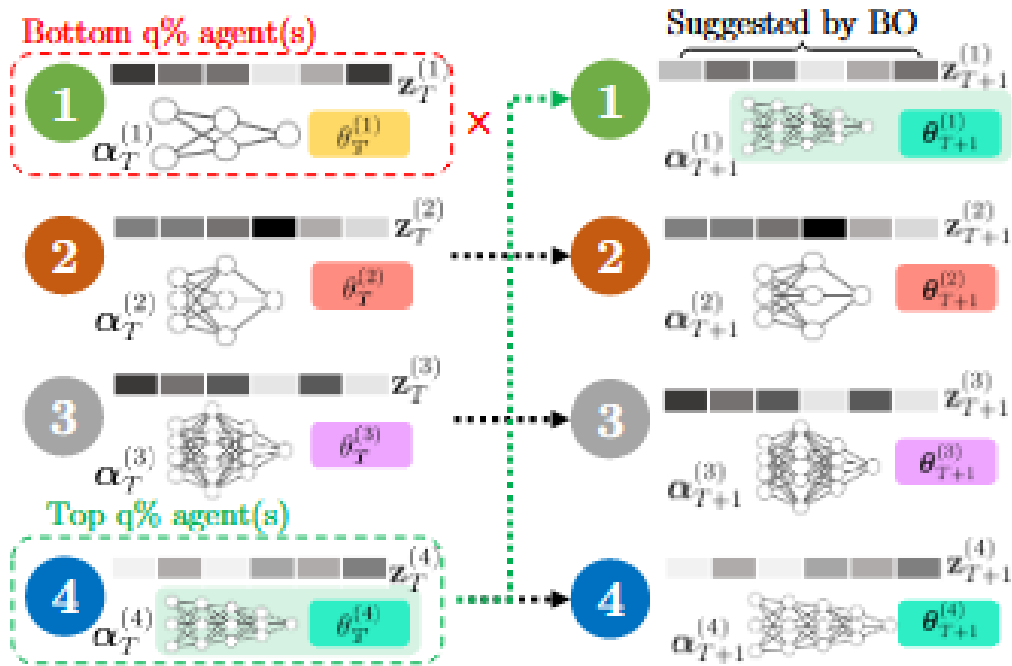 Bottom q% agent(s)
Suggested by BO
1
z_T^{(1)}
α_T^{(1)}
θ_T^{(1)}
×
1
z_{T+1}^{(1)}
α_{T+1}^{(1)}
θ_{T+1}^{(1)}
2
z_T^{(2)}
α_T^{(2)}
θ_T^{(2)}
2
z_{T+1}^{(2)}
α_{T+1}^{(2)}
θ_{T+1}^{(2)}
3
z_T^{(3)}
α_T^{(3)}
θ_T^{(3)}
3
z_{T+1}^{(3)}
α_{T+1}^{(3)}
θ_{T+1}^{(3)}
Top q% agent(s)
4
z_T^{(4)}
α_T^{(4)}
θ_T^{(4)}
4
z_{T+1}^{(4)}
α_{T+1}^{(4)}
θ_{T+1}^{(4)}